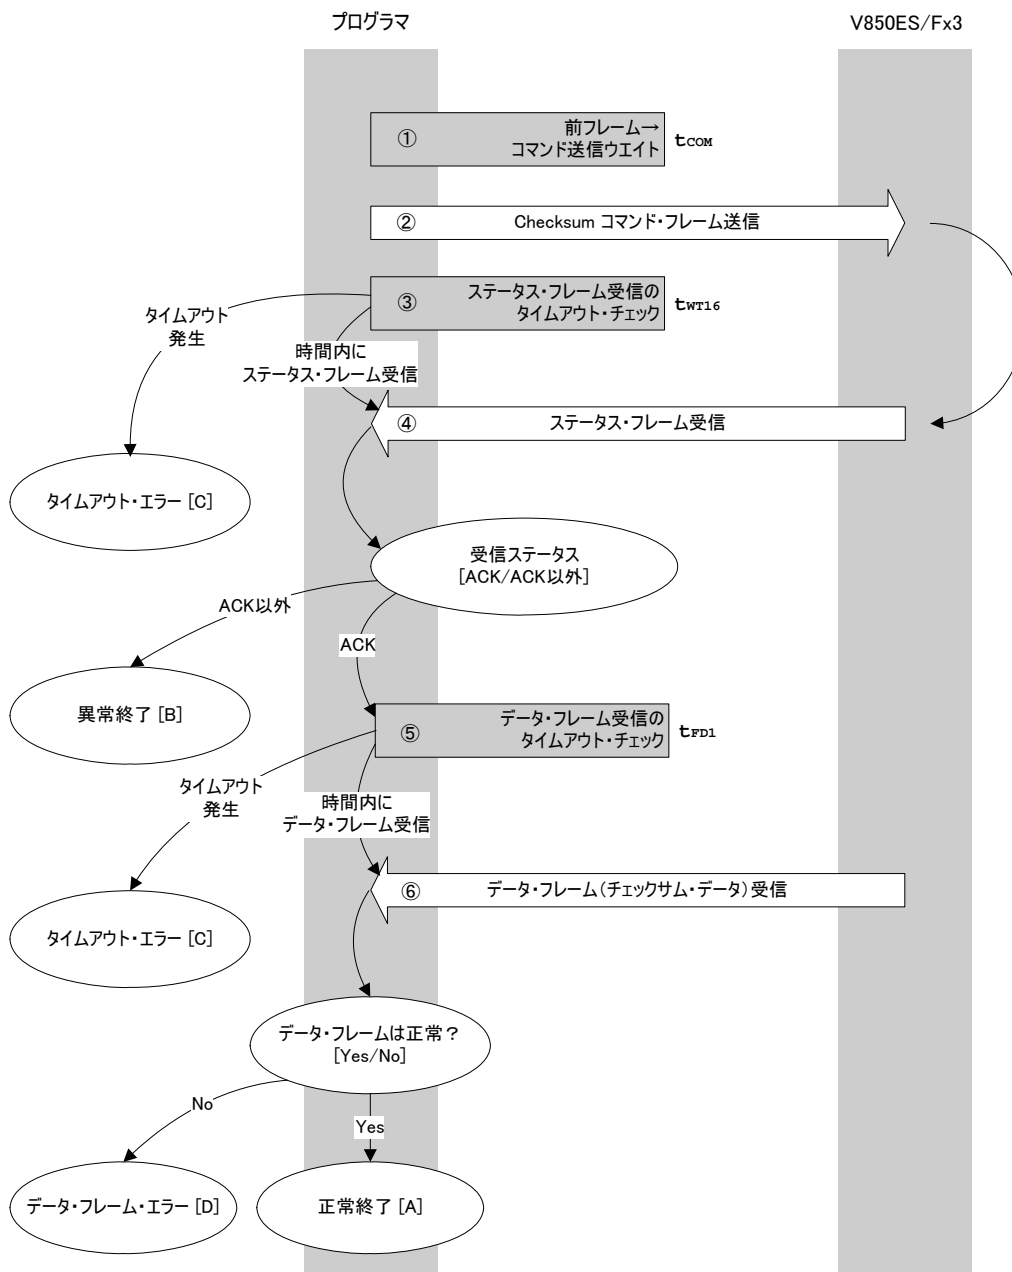 プログラマ
V850ES/Fx3
①
前フレーム→
コマンド送信ウエイト
tCOM
②
Checksum コマンド・フレーム送信
③
ステータス・フレーム受信の
タイムアウト・チェック
tWT16
タイムアウト
発生
時間内に
ステータス・フレーム受信
④
ステータス・フレーム受信
タイムアウト・エラー [C]
受信ステータス
[ACK/ACK以外]
ACK以外
ACK
異常終了 [B]
⑤
データ・フレーム受信の
タイムアウト・チェック
tFD1
タイムアウト
発生
時間内に
データ・フレーム受信
⑥
データ・フレーム(チェックサム・データ)受信
タイムアウト・エラー [C]
データ・フレームは正常?
[Yes/No]
No
Yes
データ・フレーム・エラー [D]
正常終了 [A]